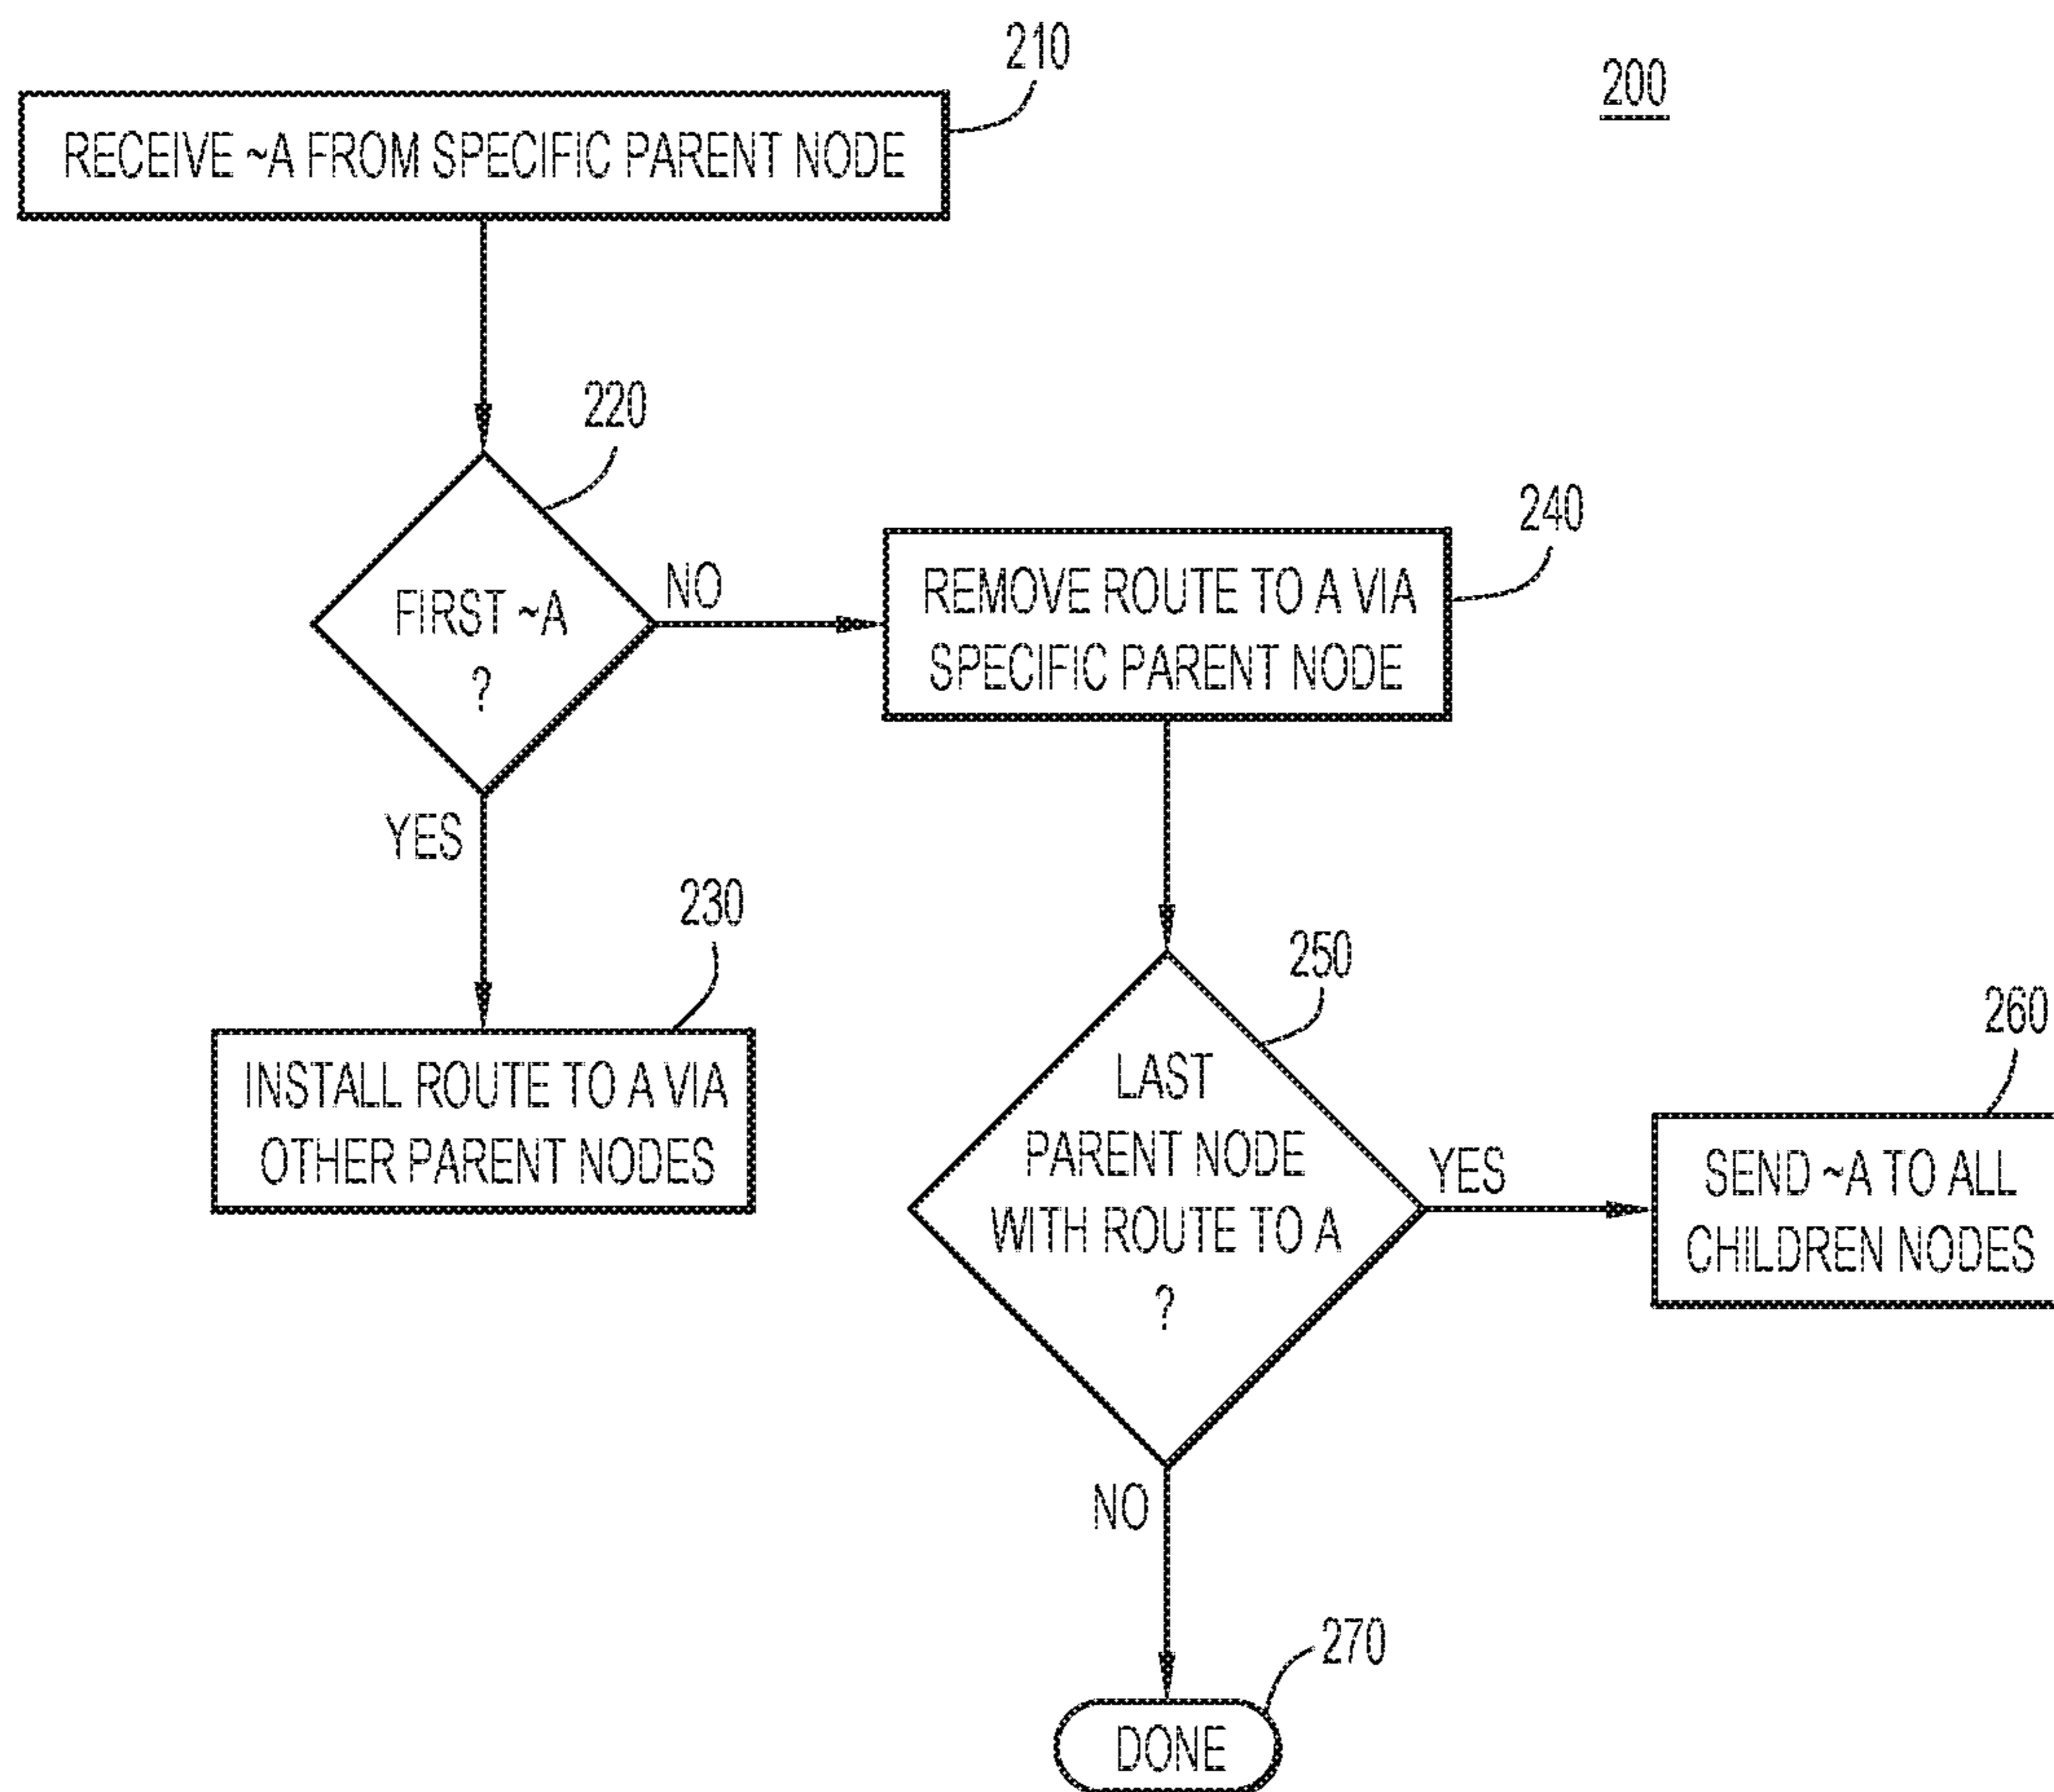 210
200
RECEIVE ~A FROM SPECIFIC PARENT NODE
220
FIRST ~A
?
NO
YES
240
REMOVE ROUTE TO A VIA
SPECIFIC PARENT NODE
230
INSTALL ROUTE TO A VIA
OTHER PARENT NODES
250
LAST
PARENT NODE
WITH ROUTE TO A
?
YES
NO
260
SEND ~A TO ALL
CHILDREN NODES
270
DONE